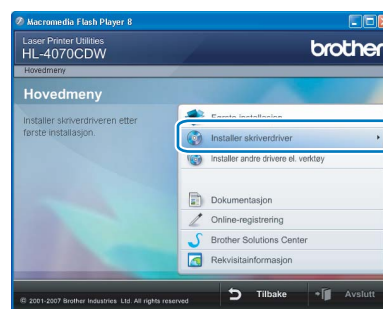 Macromedia Flash Player 8
Laser Printer Utilities
HL-4070CDW
brother
Hovedmeny
Hovedmeny
Installer skriverdriveren etter
første installasjon.
Første installasjon
Installer skriverdriver
Installer andre drivere el. verktøy
Dokumentasjon
Online-registrering
Brother Solutions Center
Rekvisitainformasjon
© 2001-2007 Brother Industries Ltd. All rights reserved
Tilbake
Avslutt